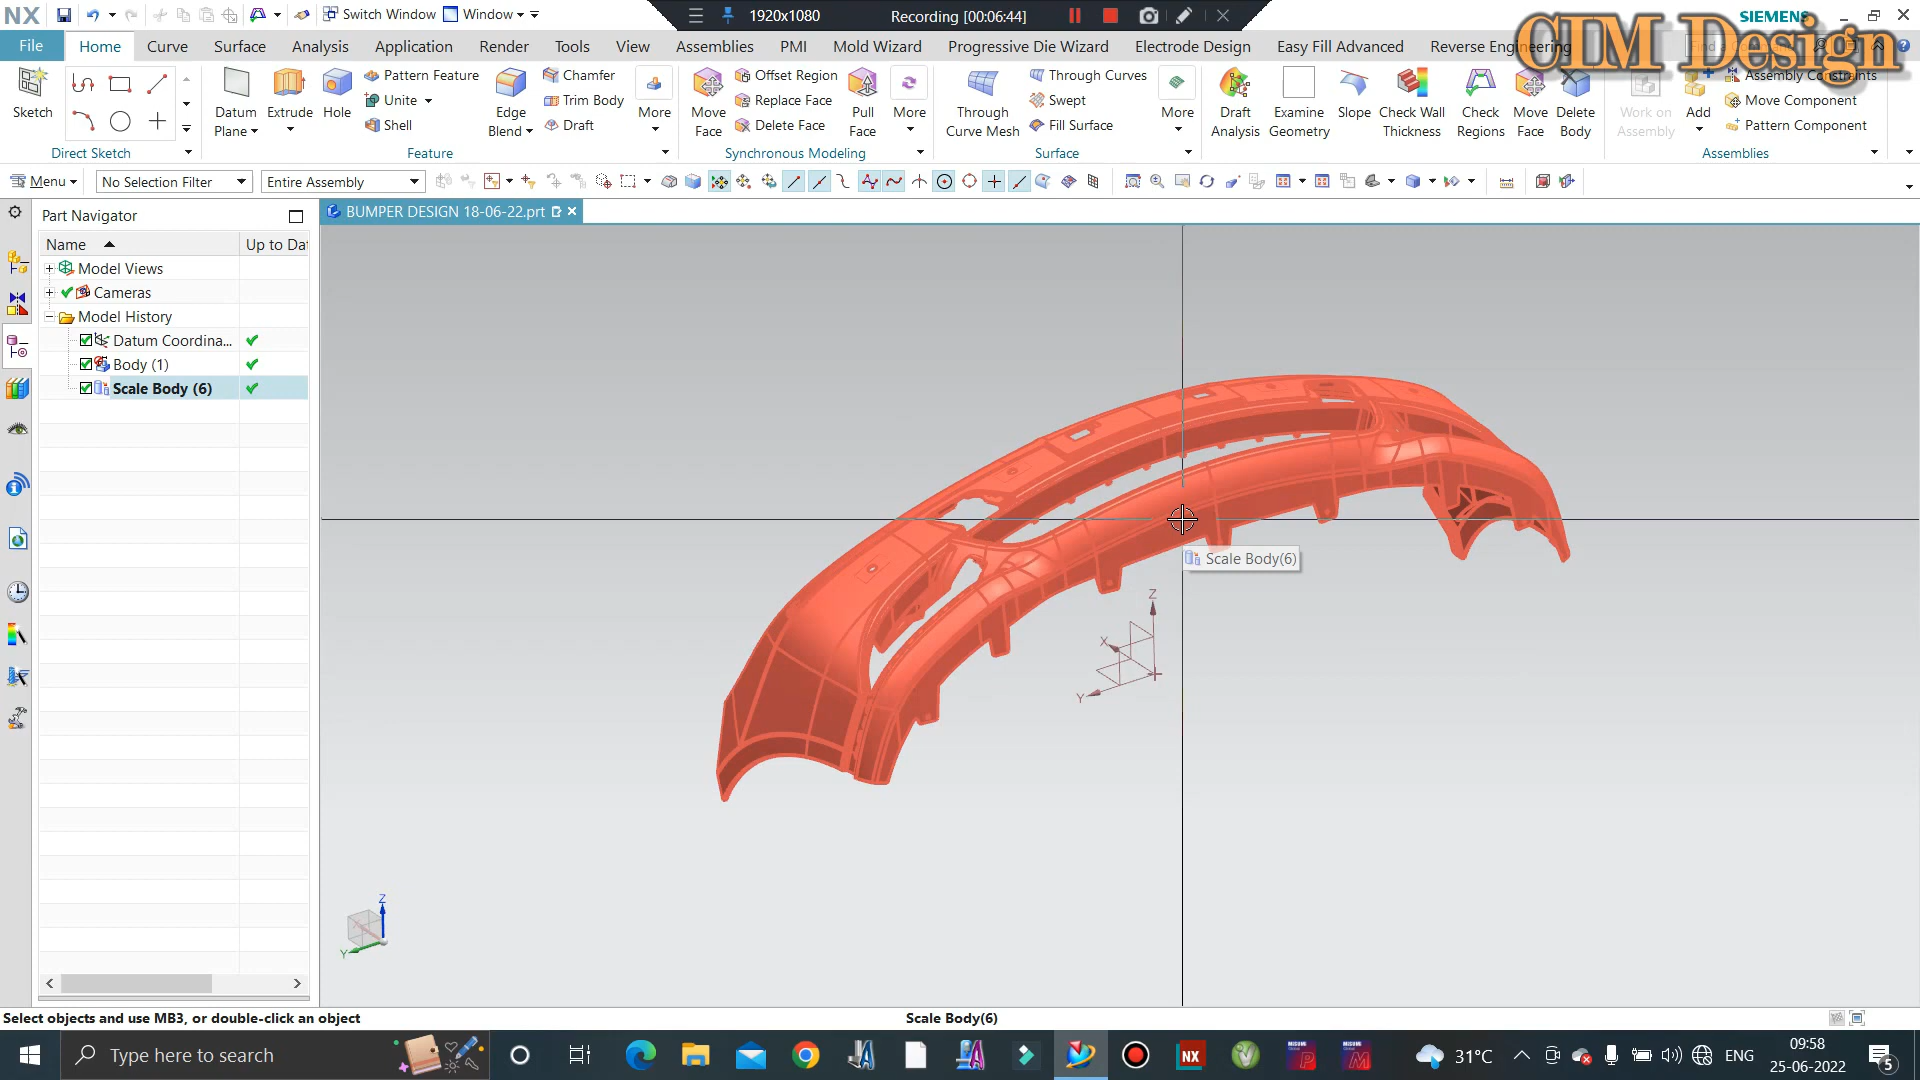 NX
Switch Window
Window
1920x1080
Recording [00:06:44]
SIEMENS
CIM Design
File
Home
Curve
Surface
Analysis
Application
Render
Tools
View
Assemblies
PMI
Mold Wizard
Progressive Die Wizard
Electrode Design
Easy Fill Advanced
Reverse Engineering
Sketch
Datum
Plane
Extrude
Hole
Pattern Feature
Unite
Shell
Edge
Blend
Chamfer
Trim Body
Draft
More
Move
Face
Offset Region
Replace Face
Delete Face
Pull
Face
More
Through
Curve Mesh
Through Curves
Swept
Fill Surface
More
Draft
Analysis
Examine
Geometry
Slope
Check Wall
Thickness
Check
Regions
Move
Face
Delete
Body
Work on
Assembly
Add
Assembly Constraints
Move Component
Pattern Component
Direct Sketch
Feature
Synchronous Modeling
Surface
Assemblies
Menu
No Selection Filter
Entire Assembly
Part Navigator
BUMPER DESIGN 18-06-22.prt
Name
Up to Dat
Model Views
Cameras
Model History
Datum Coordina...
Body (1)
Scale Body (6)
Scale Body(6)
Z
X
Y
Z
Y
Select objects and use MB3, or double-click an object
Scale Body(6)
Type here to search
NX
P
M
31°C
ENG
09:58
25-06-2022
5